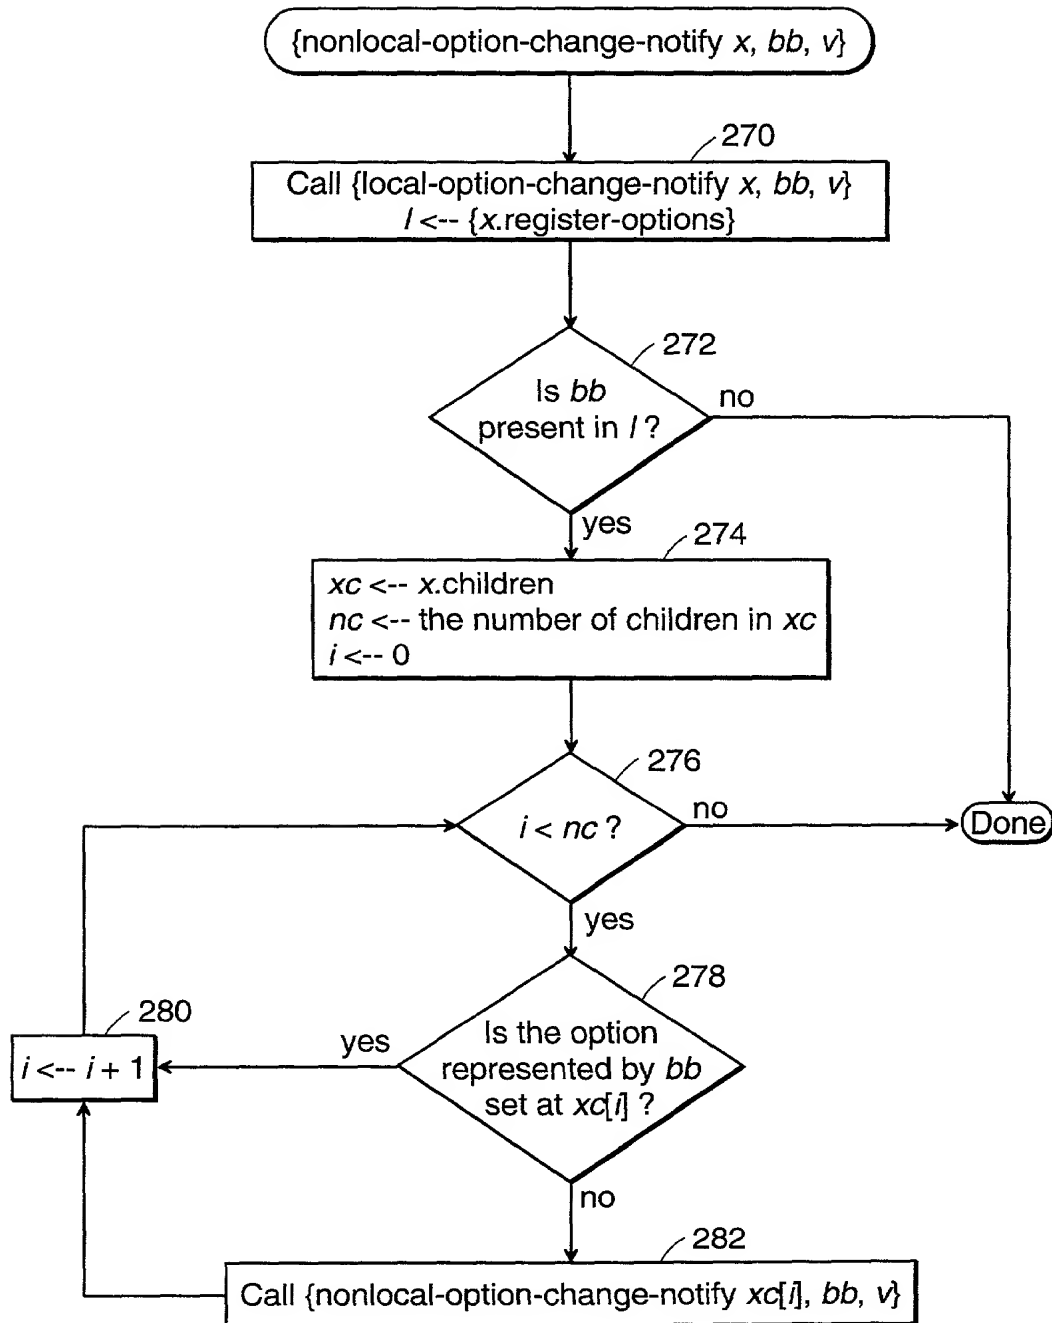 {nonlocal-option-change-notify x, bb, v}
270
Call {local-option-change-notify x, bb, v}
l <-- {x.register-options}
272
Is bb
present in l ?
no
yes
274
xc <-- x.children
nc <-- the number of children in xc
i <-- 0
276
i < nc ?
no
Done
yes
278
280
Is the option
represented by bb
set at xc[i] ?
yes
i <-- i + 1
no
282
Call {nonlocal-option-change-notify xc[i], bb, v}